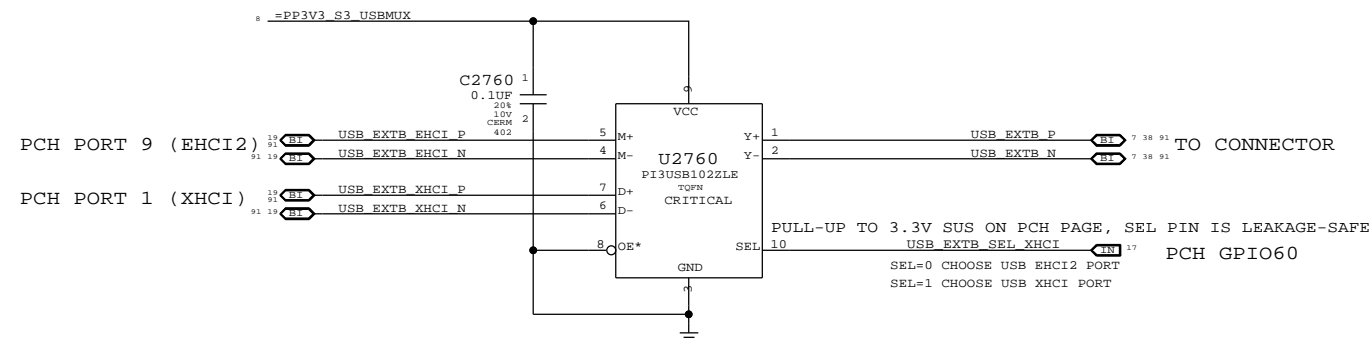 8 =PP3V3_S3_USBMUX
C2760 1
0.1UF
20%
10V
CERM
402 2
9
VCC
PCH PORT 9 (EHCI2)
19 BI USB_EXTB_EHCI_P 5 M+
91
91 19 BI USB_EXTB_EHCI_N 4 M-
PCH PORT 1 (XHCI)
19 BI USB_EXTB_XHCI_P 7 D+
91
91 19 BI USB_EXTB_XHCI_N 6 D-
8 OE*
U2760
PI3USB102ZLE
TQFN
CRITICAL
Y+ 1 USB_EXTB_P BI 7 38 91
Y- 2 USB_EXTB_N BI 7 38 91
TO CONNECTOR
PULL-UP TO 3.3V SUS ON PCH PAGE, SEL PIN IS LEAKAGE-SAFE
SEL 10 USB_EXTB_SEL_XHCI IN 17
PCH GPIO60
SEL=0 CHOOSE USB EHCI2 PORT
SEL=1 CHOOSE USB XHCI PORT
GND
3